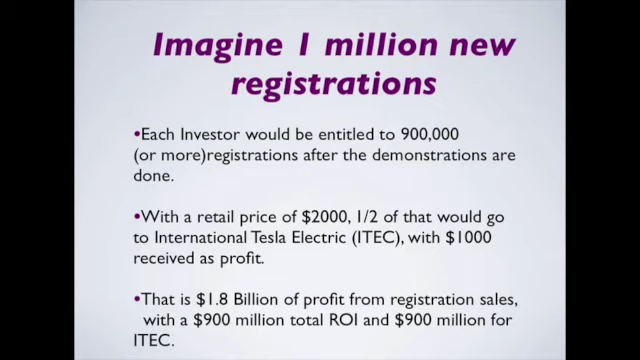 Imagine 1 million new
registrations
•Each Investor would be entitled to 900,000
(or more)registrations after the demonstrations are
done.
•With a retail price of $2000, 1/2 of that would go
to International Tesla Electric (ITEC), with $1000
received as profit.
•That is $1.8 Billion of profit from registration sales,
with a $900 million total ROI and $900 million for
ITEC.